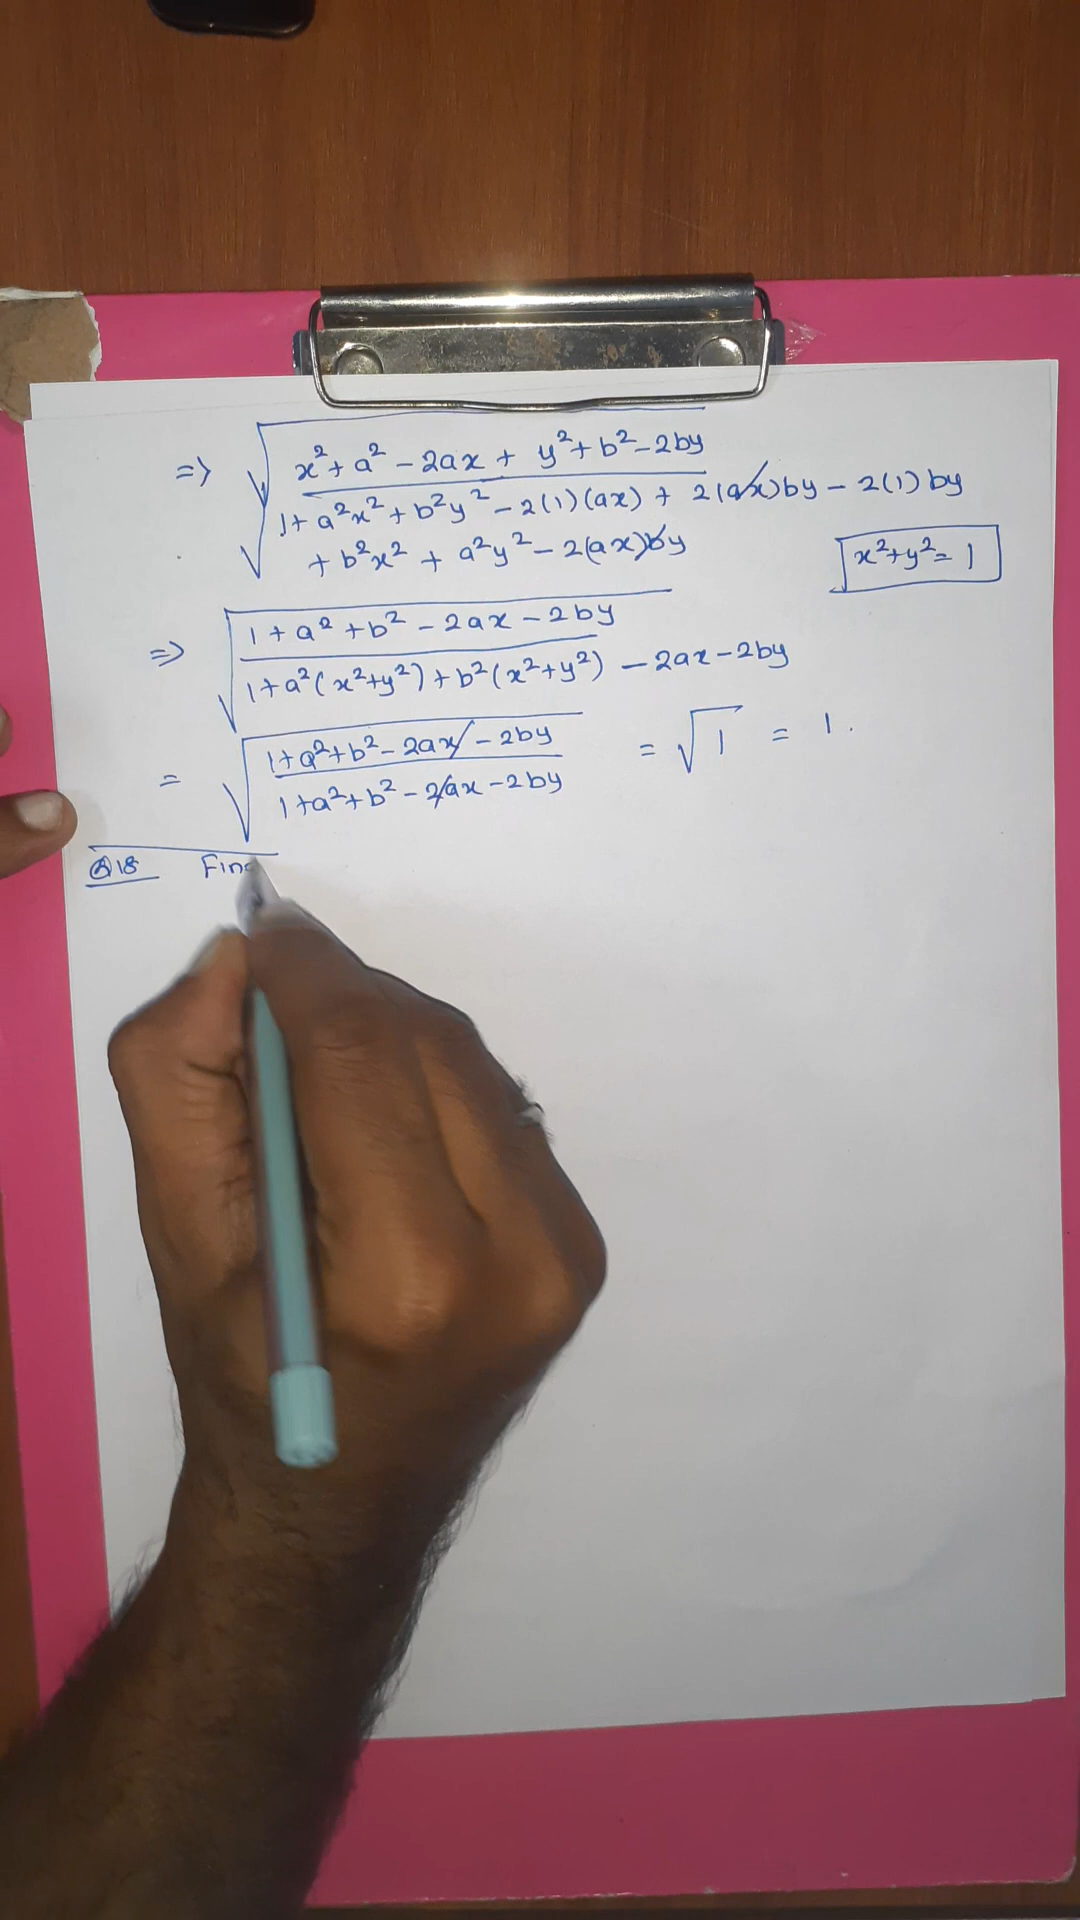 => √ x²+a²-2ax+ y²+b²-2by
1+a²x²+b²y²-2(1)(ax)+ 2(ax)by-2(1)by
+b²x²+ a²y²-2(ax)by
x²+y²=1
=> √ 1+a²+b²-2ax-2by
1+a²(x²+y²)+b²(x²+y²) -2ax-2by
= √ 1+a²+b²-2ax-2by = √1 = 1.
1+a²+b²-2ax-2by
Q18 Find